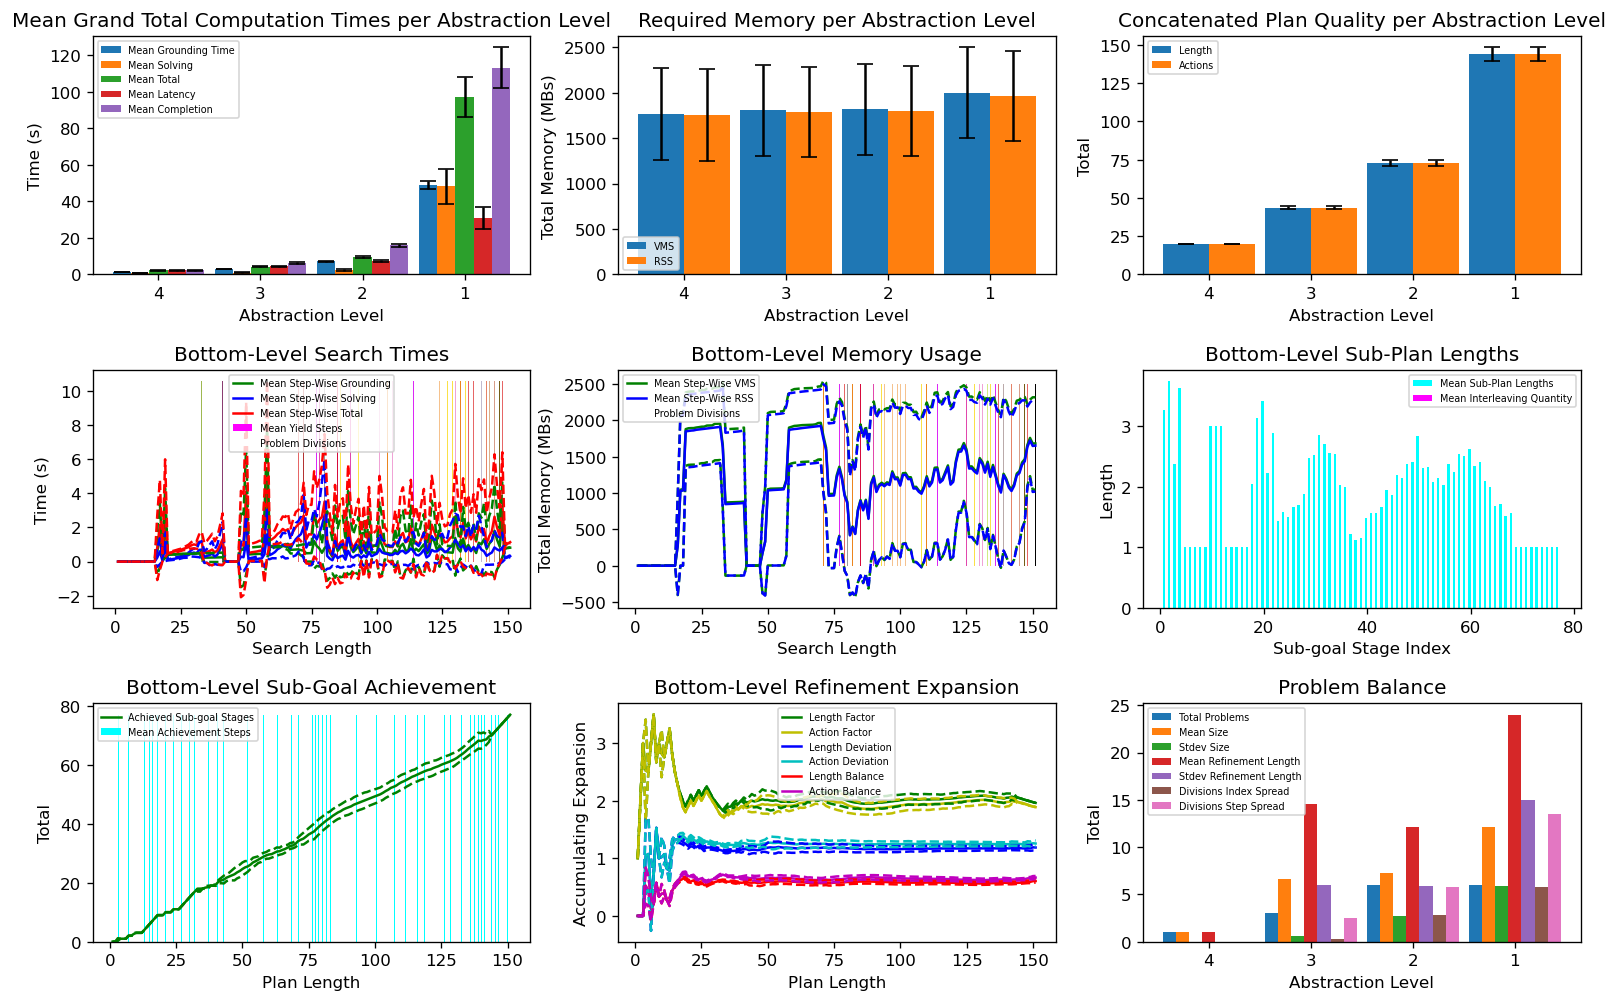 Mean Grand Total Computation Times per Abstraction Level
Time (s)
120
100
80
60
40
20
0
Mean Grounding Time
Mean Solving
Mean Total
Mean Latency
Mean Completion
4 3 2 1
Abstraction Level
Required Memory per Abstraction Level
Total Memory (MBs)
2500
2000
1500
1000
500
0
VMS
RSS
4 3 2 1
Abstraction Level
Concatenated Plan Quality per Abstraction Level
Total
150
125
100
75
50
25
0
Length
Actions
4 3 2 1
Abstraction Level
Bottom-Level Search Times
Time (s)
10
8
6
4
2
0
−2
Mean Step-Wise Grounding
Mean Step-Wise Solving
Mean Step-Wise Total
Mean Yield Steps
Problem Divisions
0 25 50 75 100 125 150
Search Length
Bottom-Level Memory Usage
Total Memory (MBs)
2500
2000
1500
1000
500
0
−500
Mean Step-Wise VMS
Mean Step-Wise RSS
Problem Divisions
0 25 50 75 100 125 150
Search Length
Bottom-Level Sub-Plan Lengths
Length
3
2
1
0
Mean Sub-Plan Lengths
Mean Interleaving Quantity
0 20 40 60 80
Sub-goal Stage Index
Bottom-Level Sub-Goal Achievement
Total
80
60
40
20
0
Achieved Sub-goal Stages
Mean Achievement Steps
0 25 50 75 100 125 150
Plan Length
Bottom-Level Refinement Expansion
Accumulating Expansion
3
2
1
0
Length Factor
Action Factor
Length Deviation
Action Deviation
Length Balance
Action Balance
0 25 50 75 100 125 150
Plan Length
Problem Balance
Total
25
20
15
10
5
0
Total Problems
Mean Size
Stdev Size
Mean Refinement Length
Stdev Refinement Length
Divisions Index Spread
Divisions Step Spread
4 3 2 1
Abstraction Level